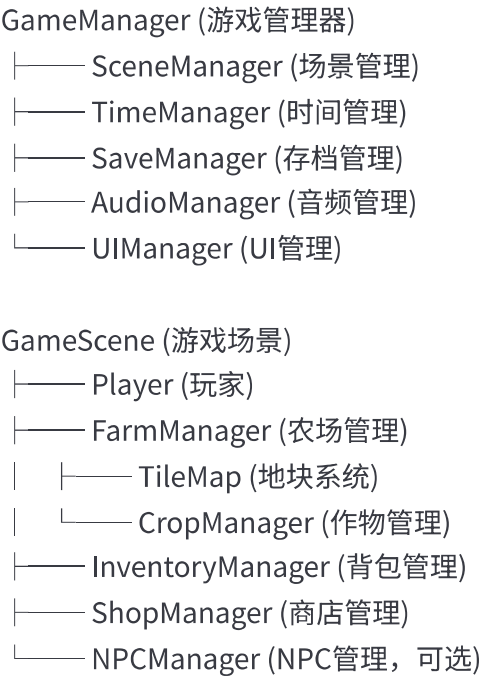 GameManager (游戏管理器)
├── SceneManager (场景管理)
├── TimeManager (时间管理)
├── SaveManager (存档管理)
├── AudioManager (音频管理)
└── UIManager (UI管理)
GameScene (游戏场景)
├── Player (玩家)
├── FarmManager (农场管理)
│   ├── TileMap (地块系统)
│   └── CropManager (作物管理)
├── InventoryManager (背包管理)
├── ShopManager (商店管理)
└── NPCManager (NPC管理，可选)